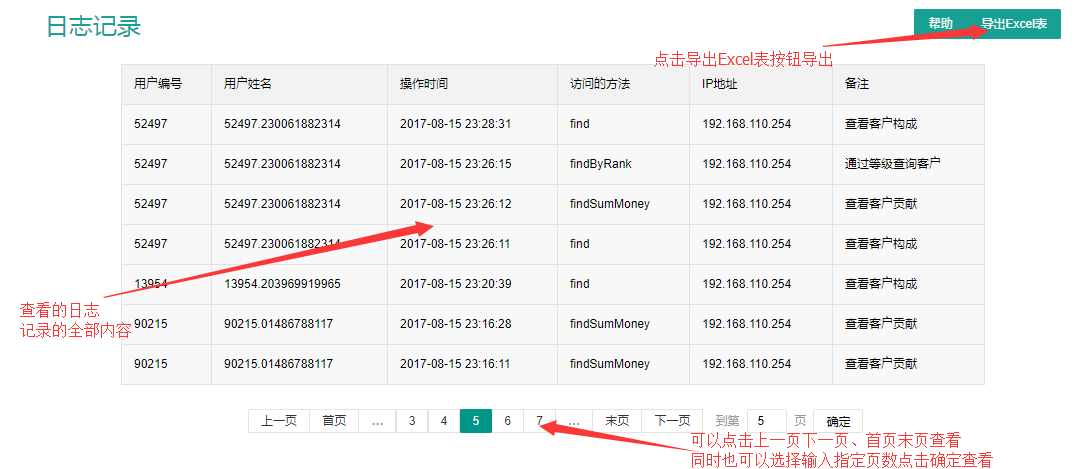 日志记录
帮助 导出Excel表
点击导出Excel表按钮导出
用户编号 用户姓名 操作时间 访问的方法 IP地址 备注
52497 52497.230061882314 2017-08-15 23:28:31 find 192.168.110.254 查看客户构成
52497 52497.230061882314 2017-08-15 23:26:15 findByRank 192.168.110.254 通过等级查询客户
52497 52497.230061882314 2017-08-15 23:26:12 findSumMoney 192.168.110.254 查看客户贡献
52497 52497.230061882314 2017-08-15 23:26:11 find 192.168.110.254 查看客户构成
13954 13954.203969919965 2017-08-15 23:20:39 find 192.168.110.254 查看客户构成
查看的日志
记录的全部内容
90215 90215.01486788117 2017-08-15 23:16:28 findSumMoney 192.168.110.254 查看客户贡献
90215 90215.01486788117 2017-08-15 23:16:11 findSumMoney 192.168.110.254 查看客户贡献
上一页 首页 … 3 4 5 6 7 … 末页 下一页 到第 5 页 确定
可以点击上一页下一页、首页末页查看
同时也可以选择输入指定页数点击确定查看